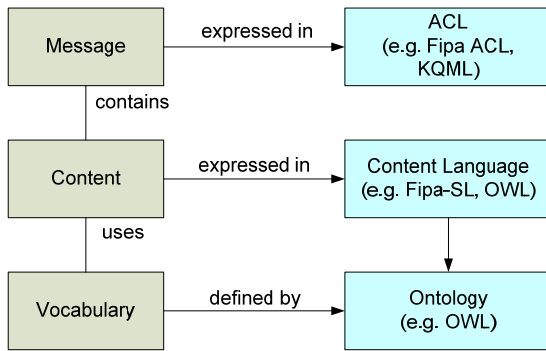 Message
expressed in
ACL
(e.g. Fipa ACL,
KQML)
contains
Content
expressed in
Content Language
(e.g. Fipa-SL, OWL)
uses
Vocabulary
defined by
Ontology
(e.g. OWL)